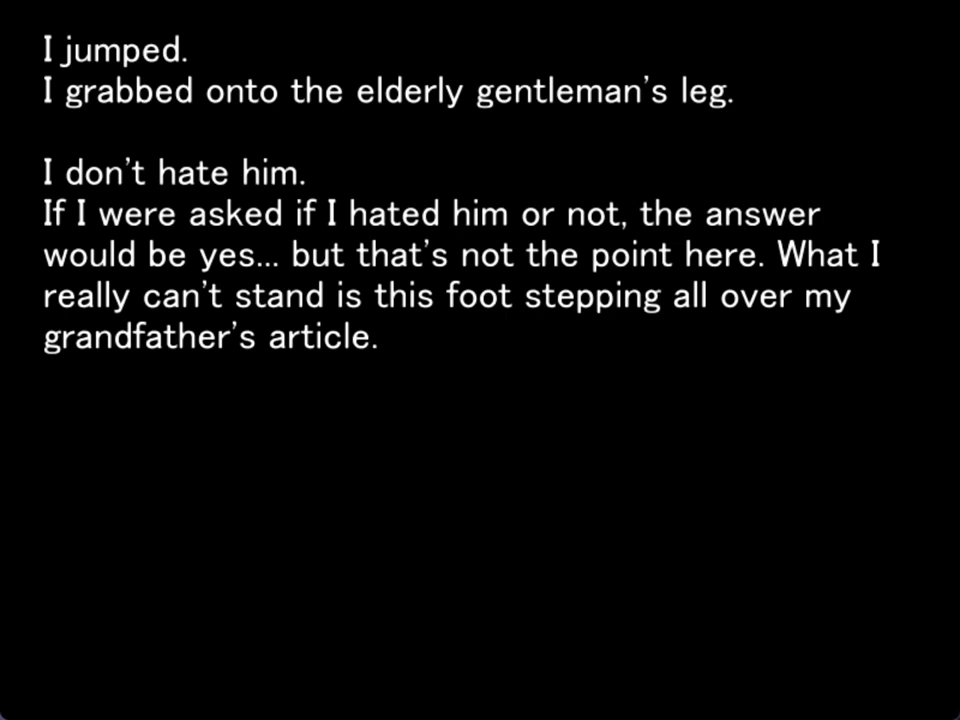 I jumped.
I grabbed onto the elderly gentleman's leg.
I don't hate him.
If I were asked if I hated him or not, the answer
would be yes... but that's not the point here. What I
really can't stand is this foot stepping all over my
grandfather's article.